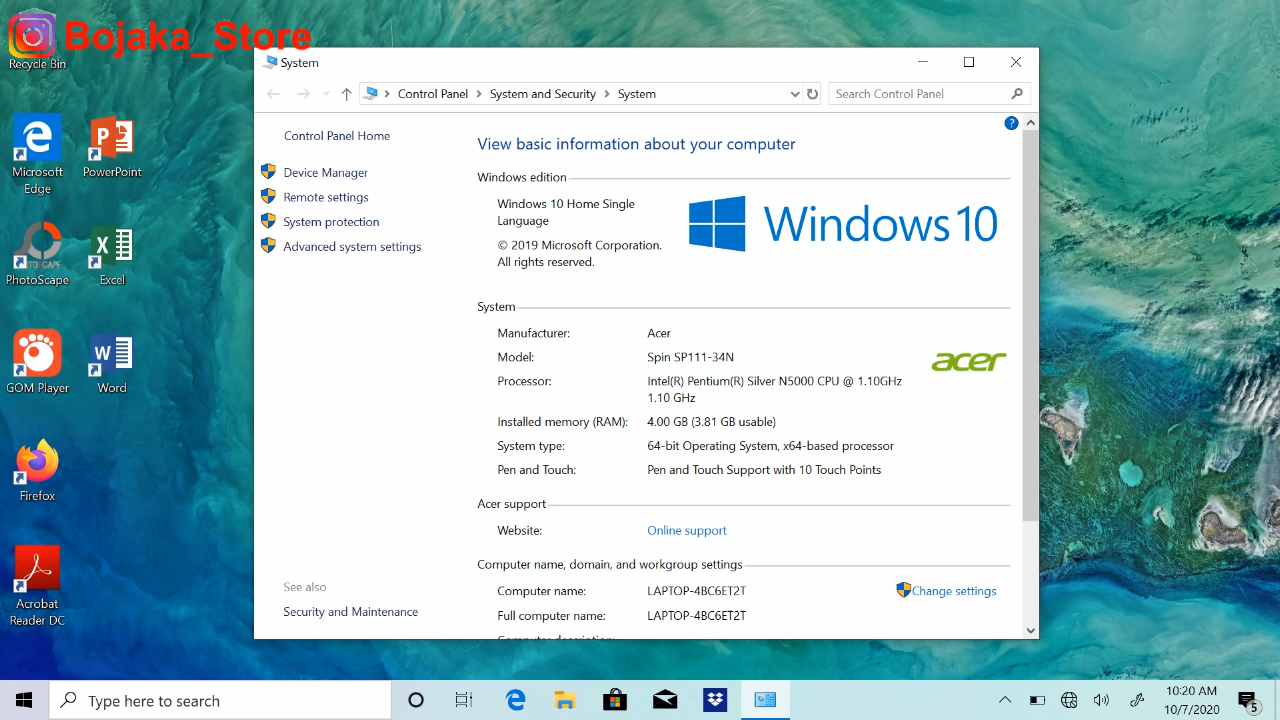 Bojaka_Store
Recycle Bin
Microsoft
Edge
PowerPoint
PhotoScape
Excel
GOM Player
Word
Firefox
Acrobat
Reader DC
System
Control Panel
System and Security
System
Search Control Panel
Control Panel Home
Device Manager
Remote settings
System protection
Advanced system settings
See also
Security and Maintenance
View basic information about your computer
Windows edition
Windows 10 Home Single
Language
© 2019 Microsoft Corporation.
All rights reserved.
Windows 10
System
Manufacturer: Acer
Model: Spin SP111-34N
Processor: Intel(R) Pentium(R) Silver N5000 CPU @ 1.10GHz
1.10 GHz
Installed memory (RAM): 4.00 GB (3.81 GB usable)
System type: 64-bit Operating System, x64-based processor
Pen and Touch: Pen and Touch Support with 10 Touch Points
acer
Acer support
Website: Online support
Computer name, domain, and workgroup settings
Computer name: LAPTOP-4BC6ET2T
Change settings
Full computer name: LAPTOP-4BC6ET2T
Computer description:
Type here to search
10:20 AM
10/7/2020
5